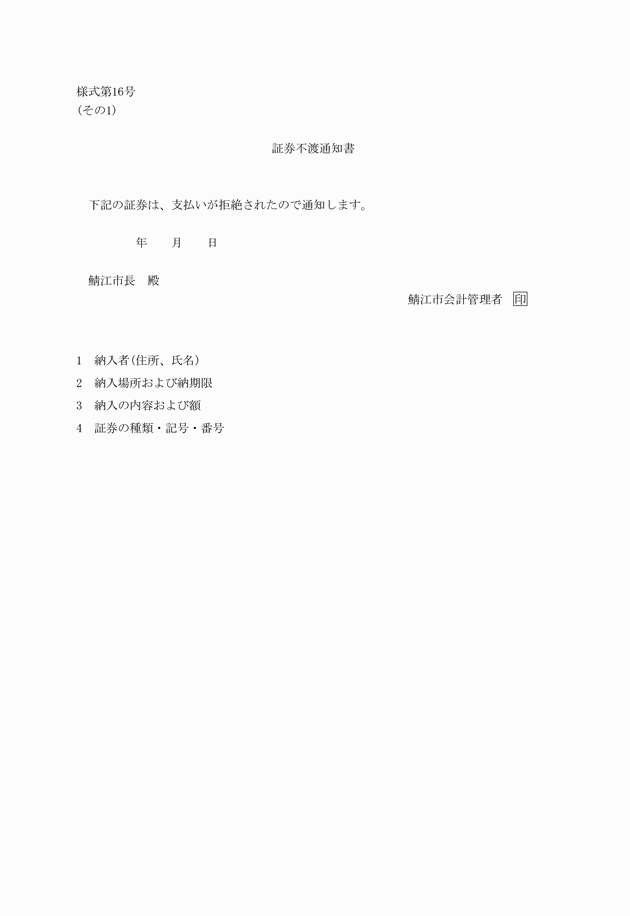 様式第16号
（その1）
証券不渡通知書
下記の証券は、支払いが拒絶されたので通知します。
年　　月　　日
鯖江市長　殿
鯖江市会計管理者　印
1　納入者（住所、氏名）
2　納入場所および納期限
3　納入の内容および額
4　証券の種類・記号・番号